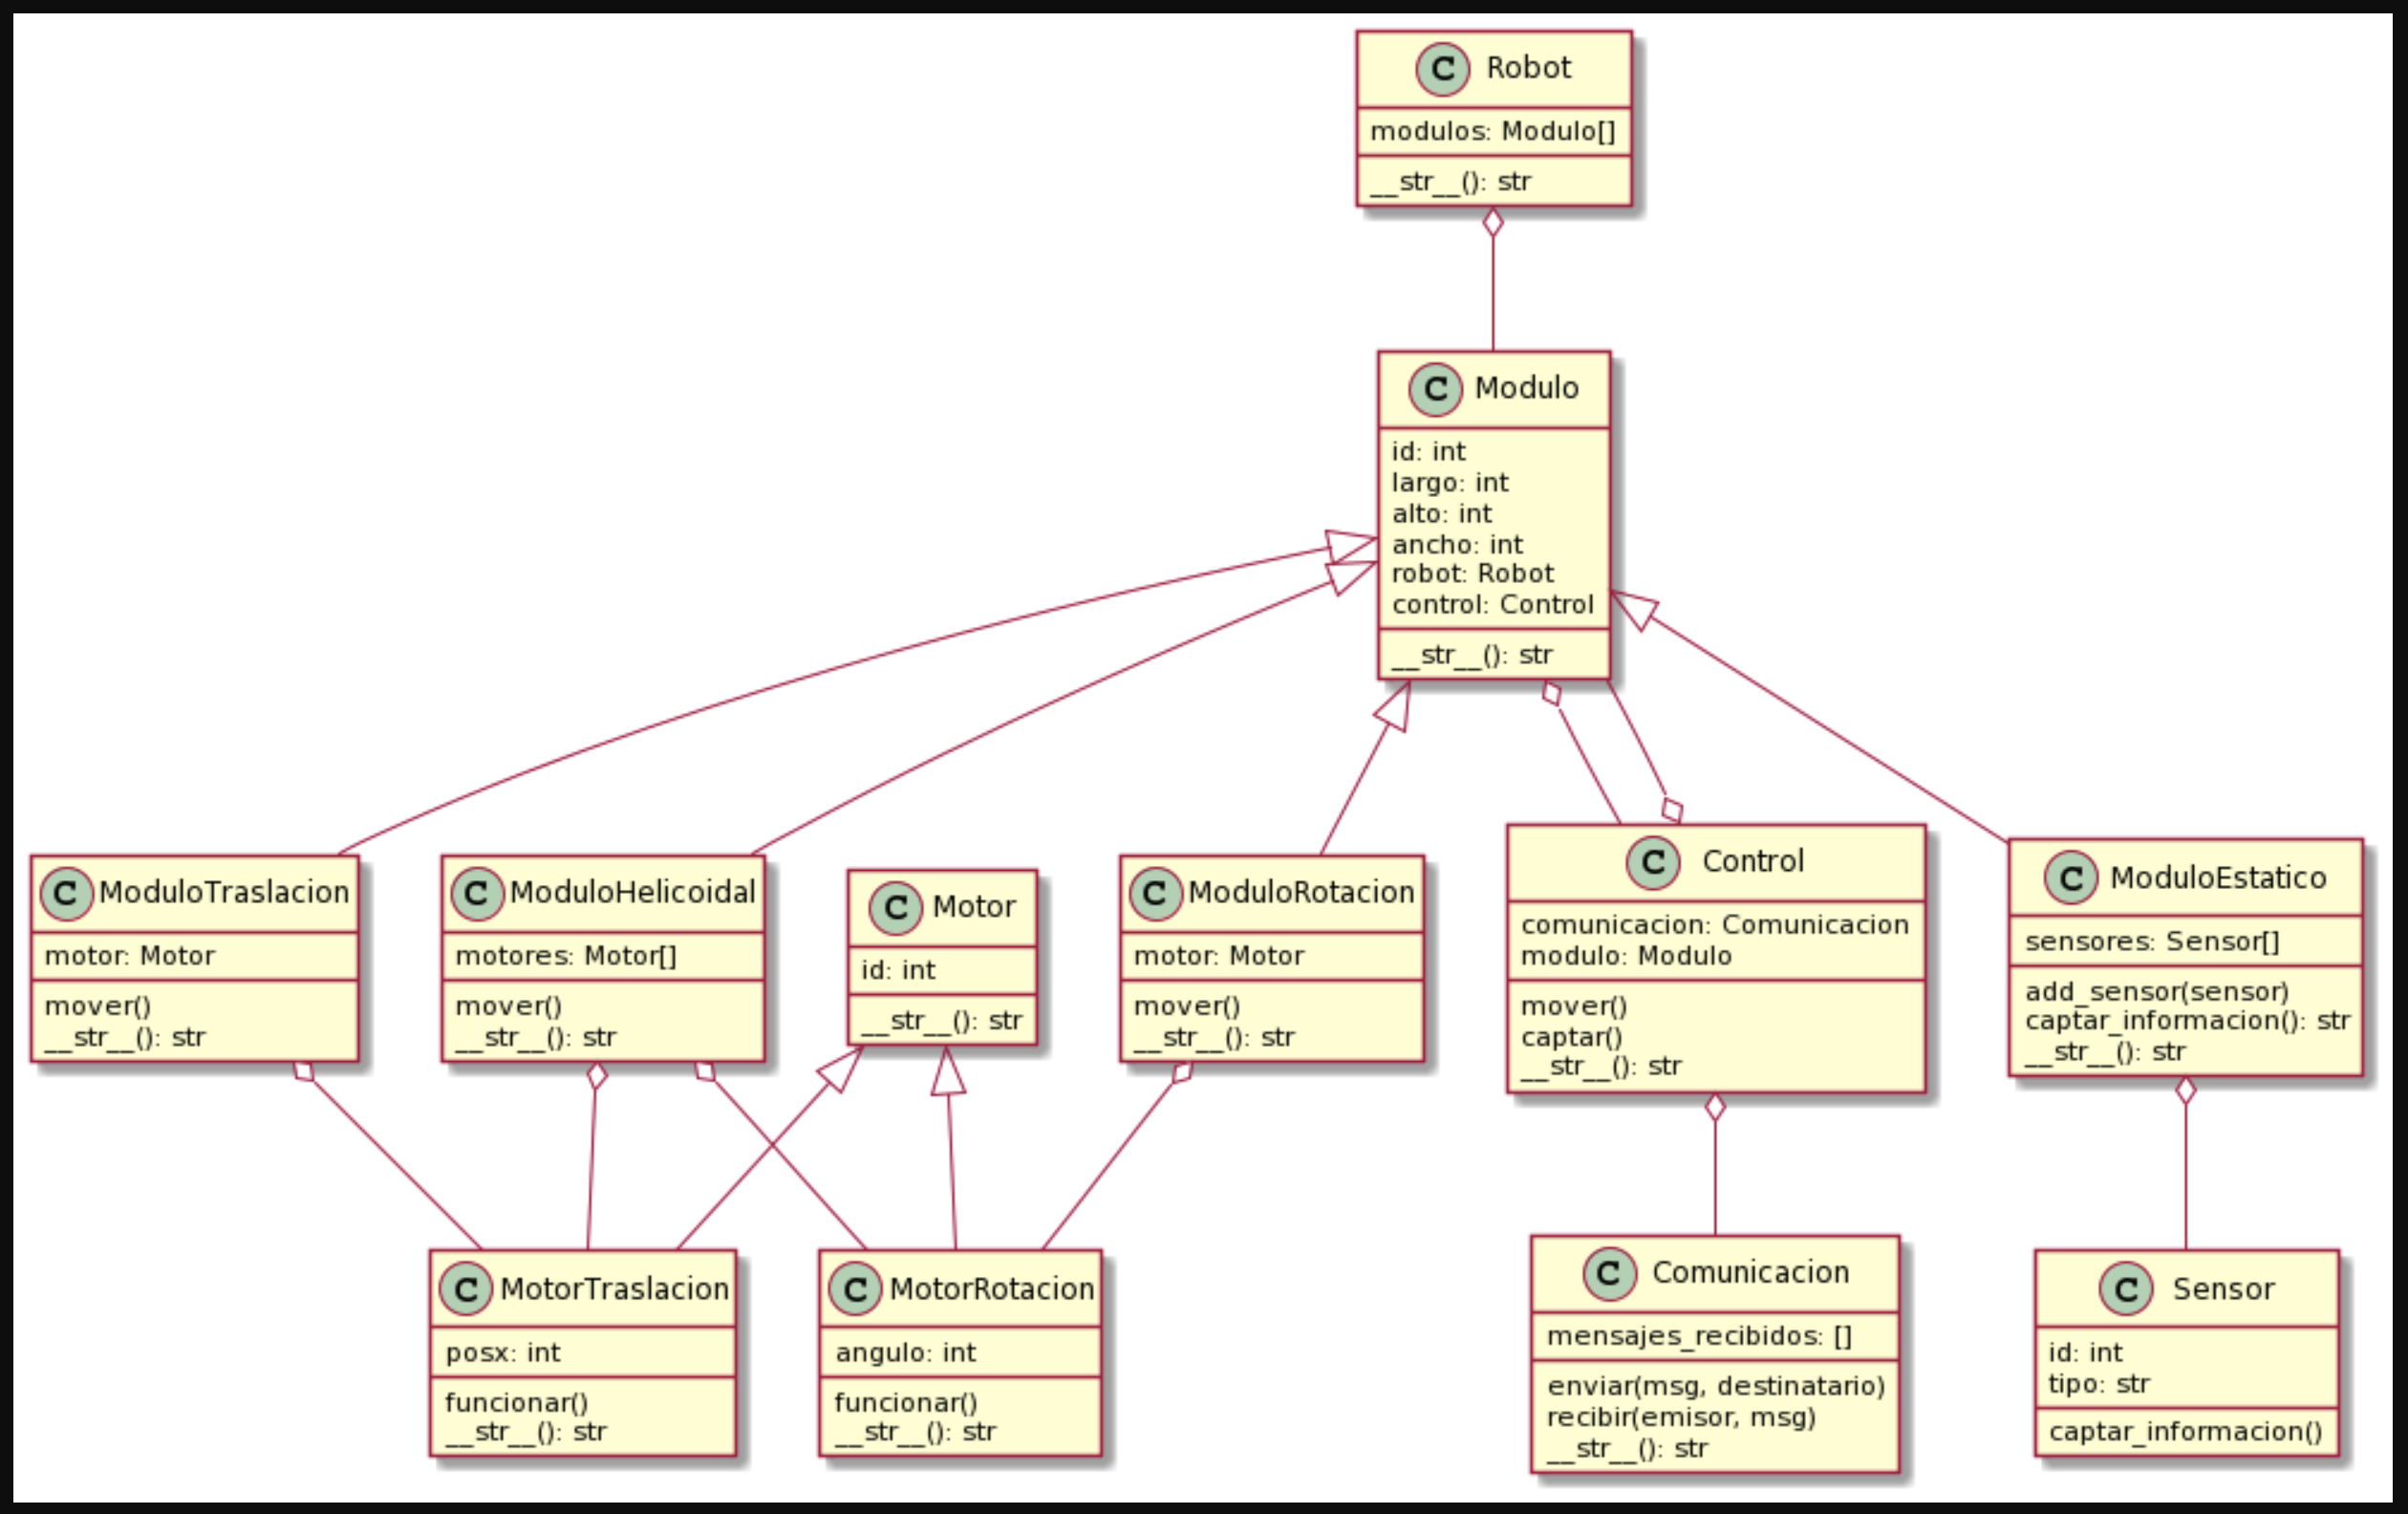 C Robot
modulos: Modulo[]
__str__(): str
C Modulo
id: int
largo: int
alto: int
ancho: int
robot: Robot
control: Control
__str__(): str
C ModuloTraslacion
motor: Motor
mover()
__str__(): str
C ModuloHelicoidal
motores: Motor[]
mover()
__str__(): str
C Motor
id: int
__str__(): str
C ModuloRotacion
motor: Motor
mover()
__str__(): str
C Control
comunicacion: Comunicacion
modulo: Modulo
mover()
captar()
__str__(): str
C ModuloEstatico
sensores: Sensor[]
add_sensor(sensor)
captar_informacion(): str
__str__(): str
C MotorTraslacion
posx: int
funcionar()
__str__(): str
C MotorRotacion
angulo: int
funcionar()
__str__(): str
C Comunicacion
mensajes_recibidos: []
enviar(msg, destinatario)
recibir(emisor, msg)
__str__(): str
C Sensor
id: int
tipo: str
captar_informacion()